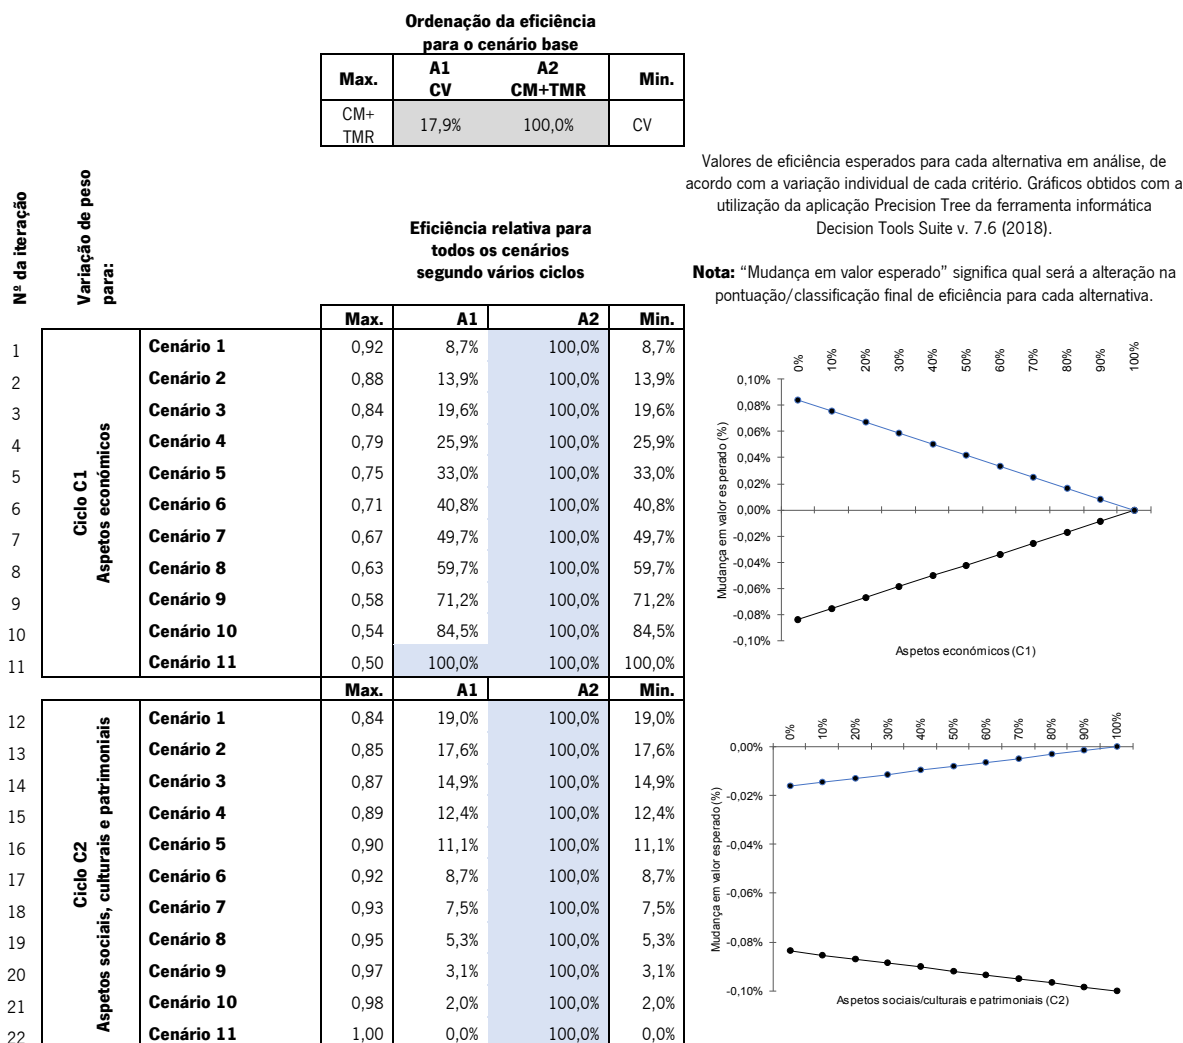 Ordenação da eficiência
para o cenário base
Max. A1 CV A2 CM+TMR Min.
CM+ TMR 17,9% 100,0% CV
Valores de eficiência esperados para cada alternativa em análise, de
acordo com a variação individual de cada critério. Gráficos obtidos com a
utilização da aplicação Precision Tree da ferramenta informática
Decision Tools Suite v. 7.6 (2018).
Nota: “Mudança em valor esperado” significa qual será a alteração na
pontuação/classificação final de eficiência para cada alternativa.
Nº da iteração
Variação de peso
para:
Eficiência relativa para
todos os cenários
segundo vários ciclos
Max. A1 A2 Min.
Ciclo C1
Aspetos económicos
1 Cenário 1 0,92 8,7% 100,0% 8,7%
2 Cenário 2 0,88 13,9% 100,0% 13,9%
3 Cenário 3 0,84 19,6% 100,0% 19,6%
4 Cenário 4 0,79 25,9% 100,0% 25,9%
5 Cenário 5 0,75 33,0% 100,0% 33,0%
6 Cenário 6 0,71 40,8% 100,0% 40,8%
7 Cenário 7 0,67 49,7% 100,0% 49,7%
8 Cenário 8 0,63 59,7% 100,0% 59,7%
9 Cenário 9 0,58 71,2% 100,0% 71,2%
10 Cenário 10 0,54 84,5% 100,0% 84,5%
11 Cenário 11 0,50 100,0% 100,0% 100,0%
0% 10% 20% 30% 40% 50% 60% 70% 80% 90% 100%
0,10%
0,08%
0,06%
0,04%
0,02%
0,00%
-0,02%
-0,04%
-0,06%
-0,08%
-0,10%
Mudança em valor esperado (%)
Aspetos económicos (C1)
Max. A1 A2 Min.
Ciclo C2
Aspetos sociais, culturais e patrimoniais
12 Cenário 1 0,84 19,0% 100,0% 19,0%
13 Cenário 2 0,85 17,6% 100,0% 17,6%
14 Cenário 3 0,87 14,9% 100,0% 14,9%
15 Cenário 4 0,89 12,4% 100,0% 12,4%
16 Cenário 5 0,90 11,1% 100,0% 11,1%
17 Cenário 6 0,92 8,7% 100,0% 8,7%
18 Cenário 7 0,93 7,5% 100,0% 7,5%
19 Cenário 8 0,95 5,3% 100,0% 5,3%
20 Cenário 9 0,97 3,1% 100,0% 3,1%
21 Cenário 10 0,98 2,0% 100,0% 2,0%
22 Cenário 11 1,00 0,0% 100,0% 0,0%
0% 10% 20% 30% 40% 50% 60% 70% 80% 90% 100%
0,00%
-0,02%
-0,04%
-0,06%
-0,08%
-0,10%
Mudança em valor esperado (%)
Aspetos sociais/culturais e patrimoniais (C2)